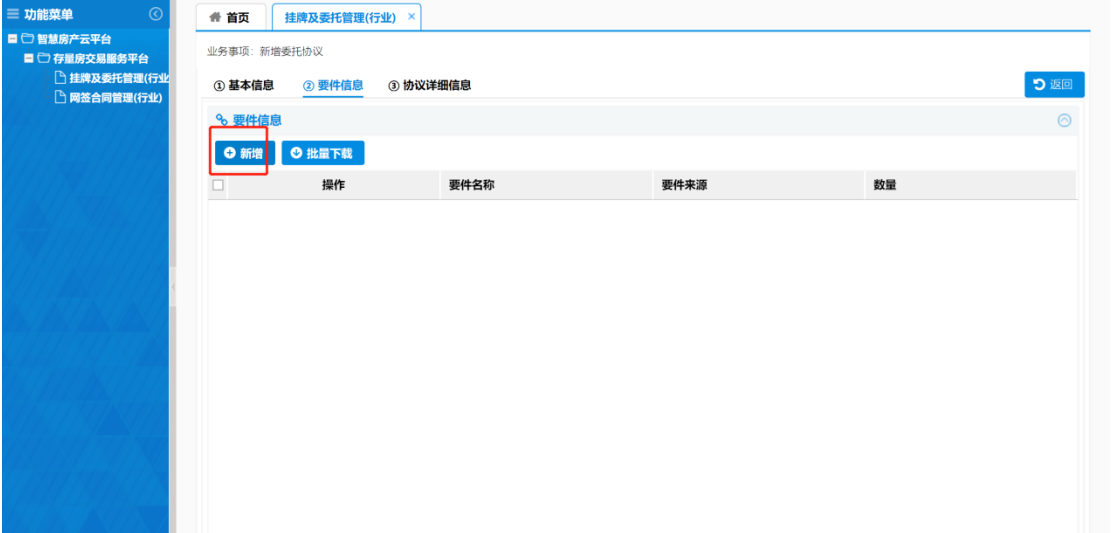 功能菜单
智慧房产云平台
存量房交易服务平台
挂牌及委托管理(行业
网签合同管理(行业)
首页
挂牌及委托管理(行业) ×
业务事项: 新增委托协议
① 基本信息 ② 要件信息 ③ 协议详细信息
返回
要件信息
新增 批量下载
操作 要件名称 要件来源 数量